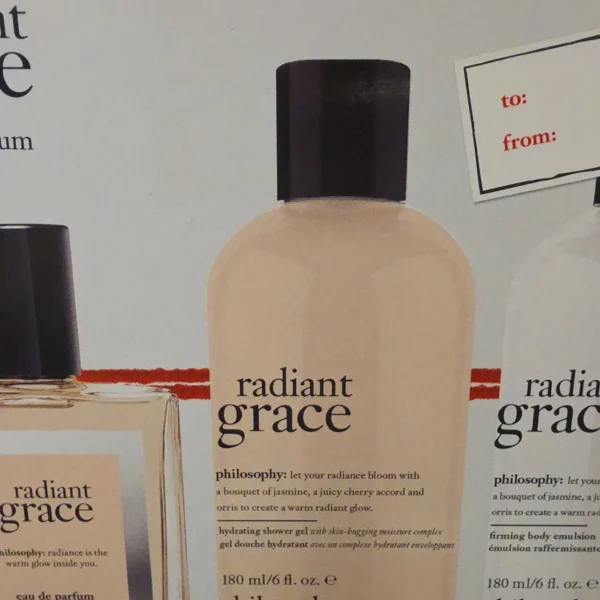 nt
e
um
to:
from:
radiant
grace
philosophy: radiance is the
warm glow inside you.
eau de parfum
radiant
grace
philosophy: let your radiance bloom with
a bouquet of jasmine, a juicy cherry accord and
orris to create a warm radiant glow.
hydrating shower gel with skin-hugging moisture complex
gel douche hydratant avec un complexe hydratant enveloppant
180 ml/6 fl. oz. ℮
radia
grac
philosophy: let yo
a bouquet of jasmine, a ju
orris to create a warm rad
firming body emulsion
émulsion raffermissante
180 ml/6 fl. oz. ℮